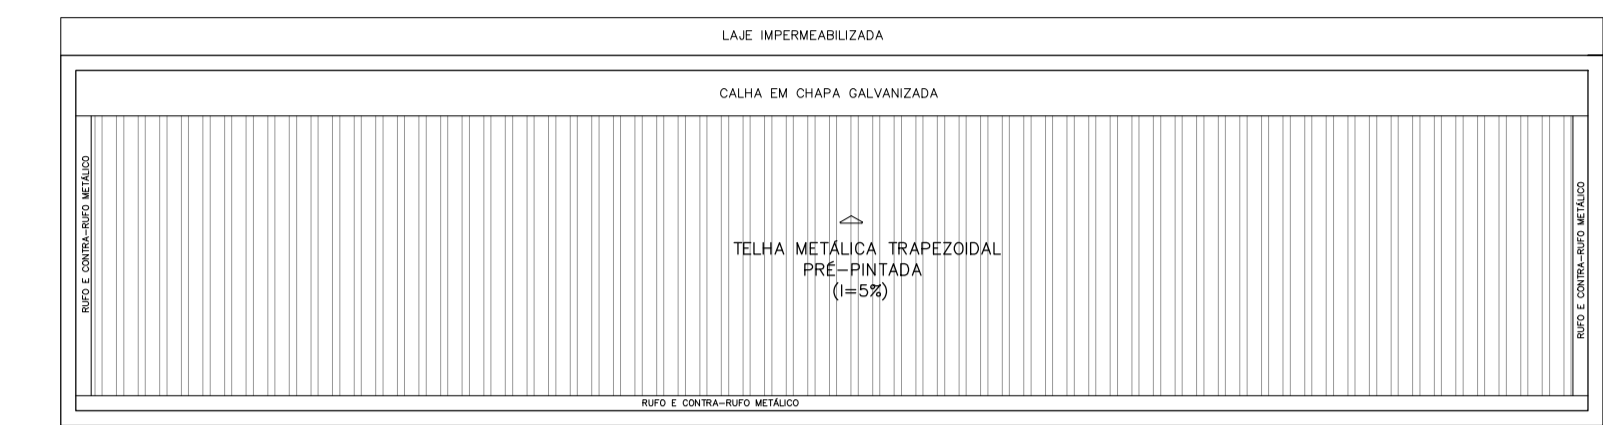 LAJE IMPERMEABILIZADA
CALHA EM CHAPA GALVANIZADA
RUFO E CONTRA-RUFO METÁLICO
TELHA METÁLICA TRAPEZOIDAL
PRÉ-PINTADA
(I=5%)
RUFO E CONTRA-RUFO METÁLICO
RUFO E CONTRA-RUFO METÁLICO